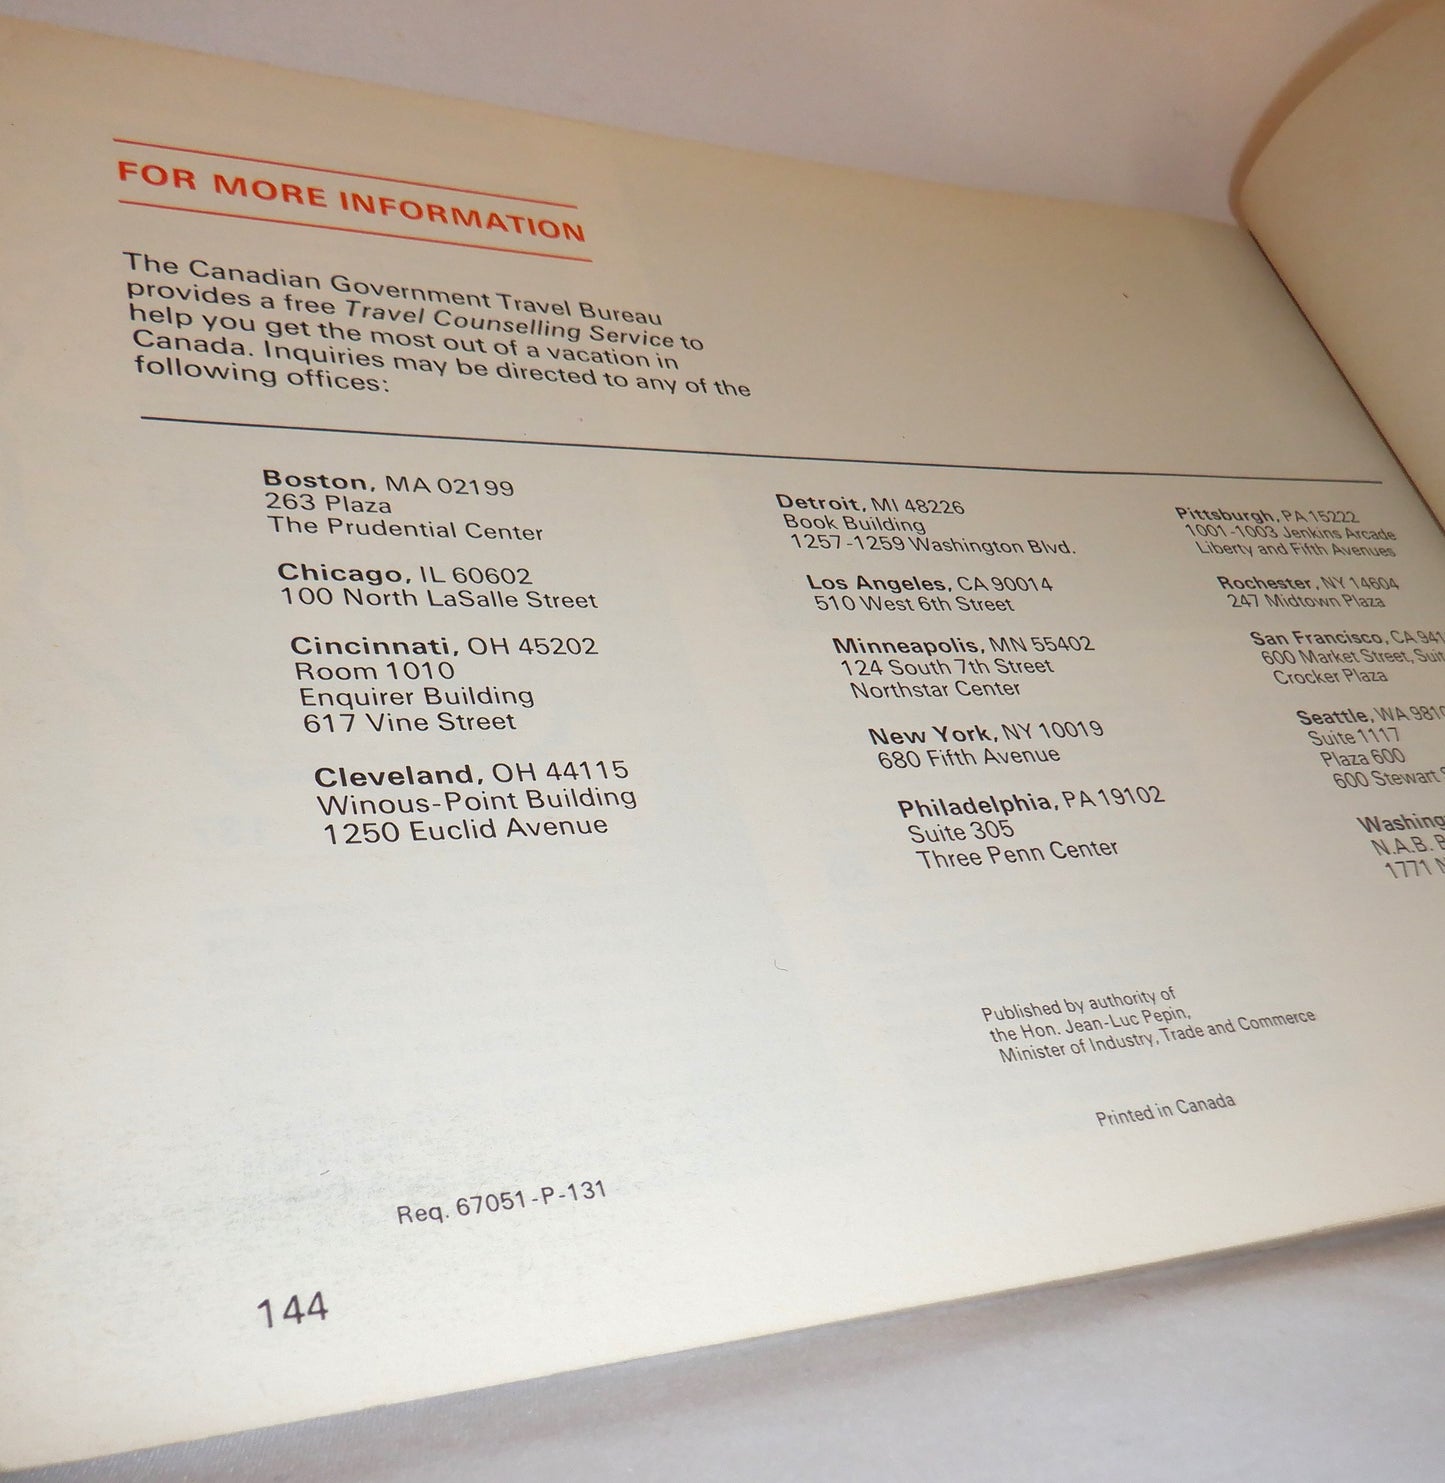 FOR MORE INFORMATION
The Canadian Government Travel Bureau
provides a free Travel Counselling Service to
help you get the most out of a vacation in
Canada. Inquiries may be directed to any of the
following offices:
Boston, MA 02199
263 Plaza
The Prudential Center
Chicago, IL 60602
100 North LaSalle Street
Cincinnati, OH 45202
Room 1010
Enquirer Building
617 Vine Street
Cleveland, OH 44115
Winous-Point Building
1250 Euclid Avenue
Detroit, MI 48226
Book Building
1257-1259 Washington Blvd.
Los Angeles, CA 90014
510 West 6th Street
Minneapolis, MN 55402
124 South 7th Street
Northstar Center
New York, NY 10019
680 Fifth Avenue
Philadelphia, PA 19102
Suite 305
Three Penn Center
Pittsburgh, PA 15222
1001-1003 Jenkins Arcade
Liberty and Fifth Avenues
Rochester, NY 14604
247 Midtown Plaza
San Francisco, CA
600 Market Street,
Crocker Plaza
Seattle, WA
Suite 1117
Plaza 600
600 Stewart
N.A.B.
1771
Published by authority of
the Hon. Jean-Luc Pepin,
Minister of Industry, Trade and Commerce
Printed in Canada
Req. 67051-P-131
144